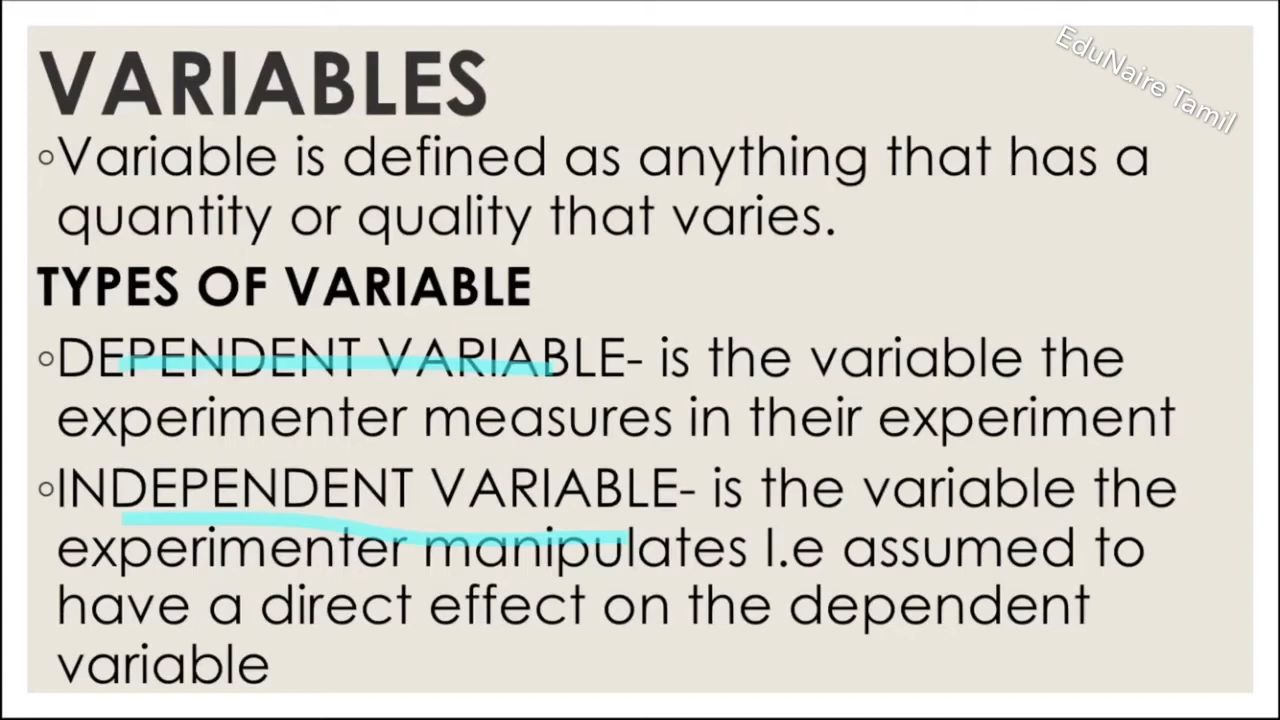 EduNaire Tamil
VARIABLES
◦Variable is defined as anything that has a
quantity or quality that varies.
TYPES OF VARIABLE
◦DEPENDENT VARIABLE- is the variable the
experimenter measures in their experiment
◦INDEPENDENT VARIABLE- is the variable the
experimenter manipulates I.e assumed to
have a direct effect on the dependent
variable